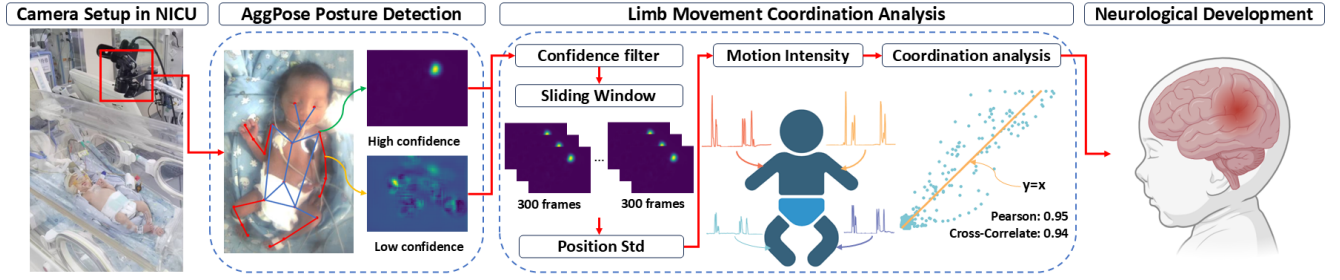 Camera Setup in NICU
AggPose Posture Detection
Limb Movement Coordination Analysis
Neurological Development
High confidence
Low confidence
Confidence filter
Sliding Window
...
300 frames
300 frames
Position Std
Motion Intensity
Coordination analysis
y=x
Pearson: 0.95
Cross-Correlate: 0.94